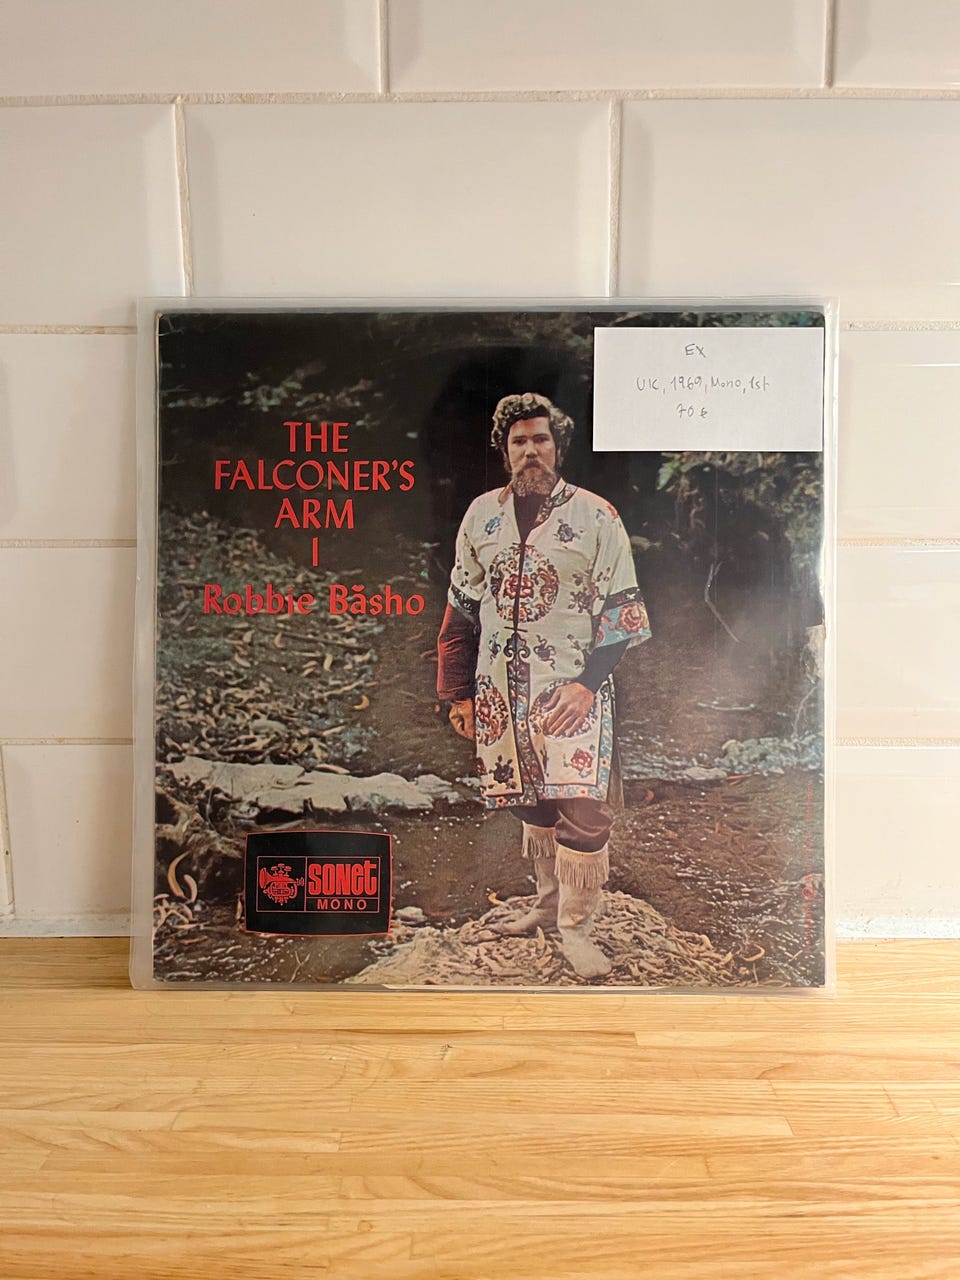 EX
UK, 1969, Mono, 1st
70 €
THE
FALCONER'S
ARM
I
Robbie Băsho
SONET
MONO